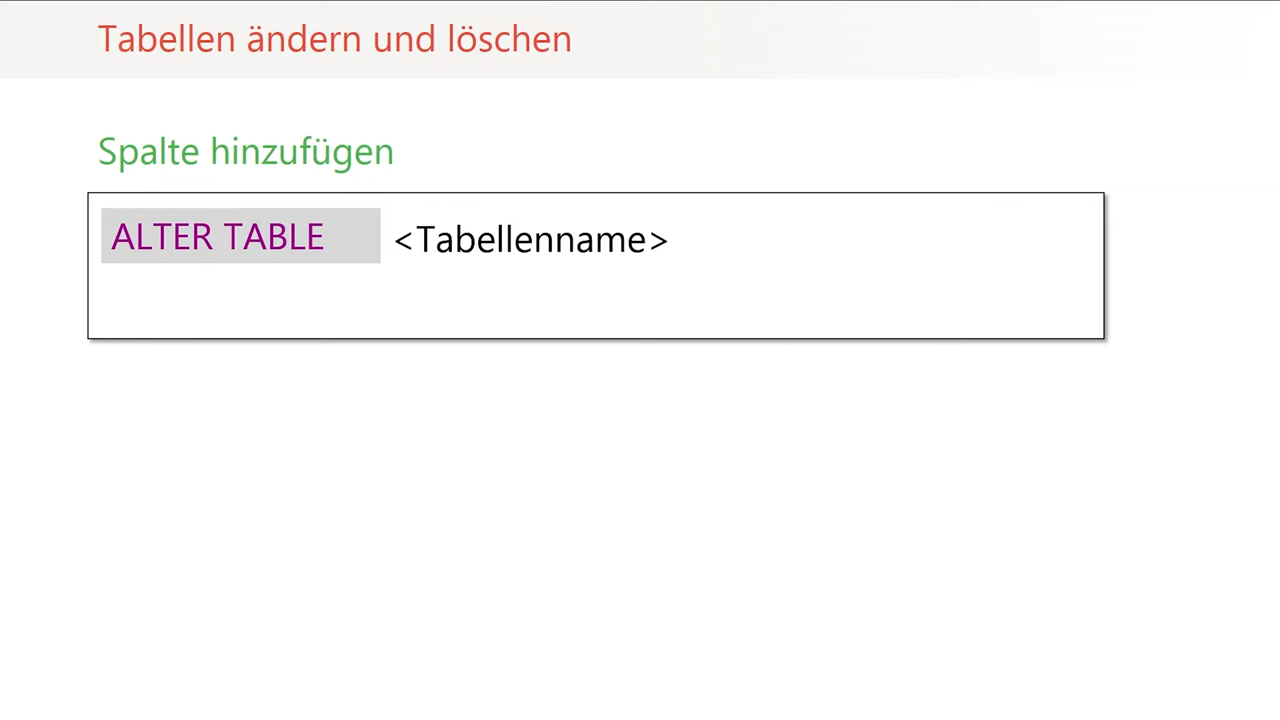 Tabellen ändern und löschen
Spalte hinzufügen
ALTER TABLE <Tabellenname>